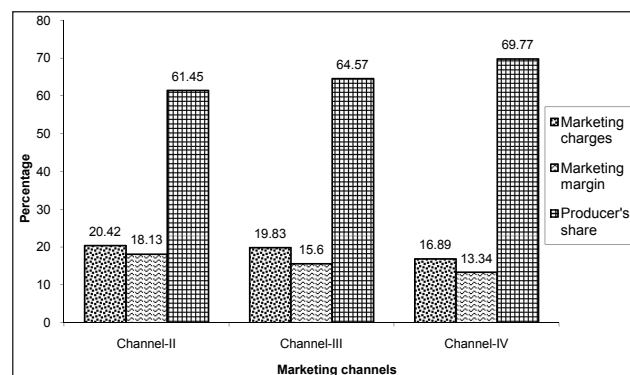 80
70
60
50
40
30
20
10
0
Percentage
20.42
18.13
61.45
19.83
15.6
64.57
16.89
13.34
69.77
Channel-II
Channel-III
Channel-IV
Marketing channels
Marketing
charges
Marketing
margin
Producer's
share